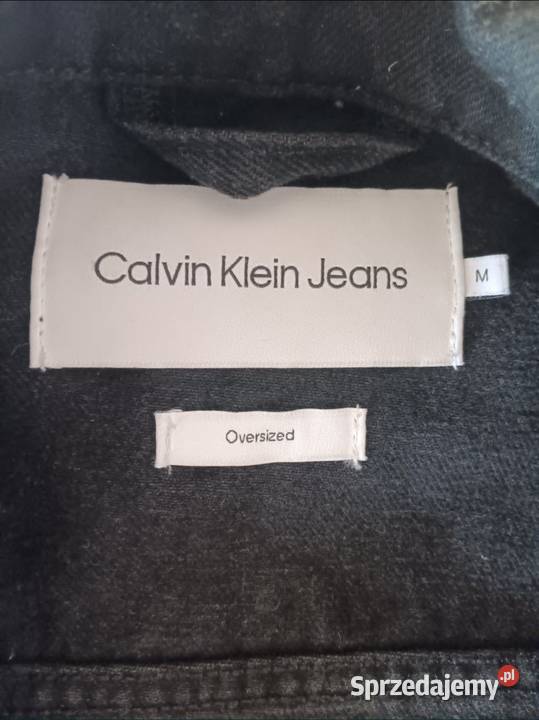 Calvin Klein Jeans
M
Oversized
Sprzedajemy.pl